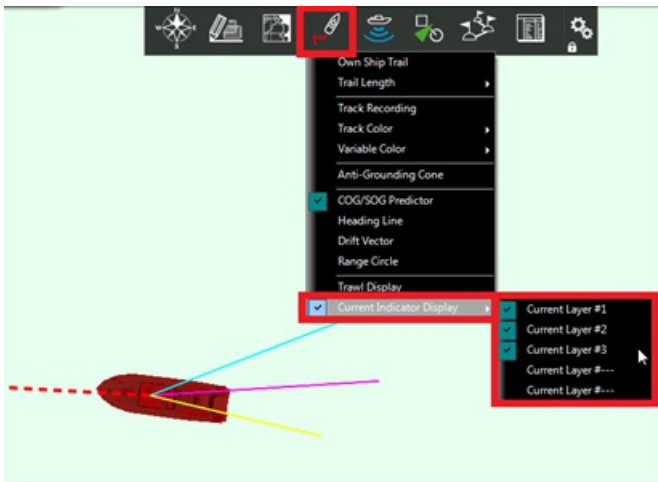 Own Ship Trail
Trail Length
Track Recording
Track Color
Variable Color
Anti-Grounding Cone
COG/SOG Predictor
Heading Line
Drift Vector
Range Circle
Trawl Display
Current Indicator Display
Current Layer #1
Current Layer #2
Current Layer #3
Current Layer #---
Current Layer #---